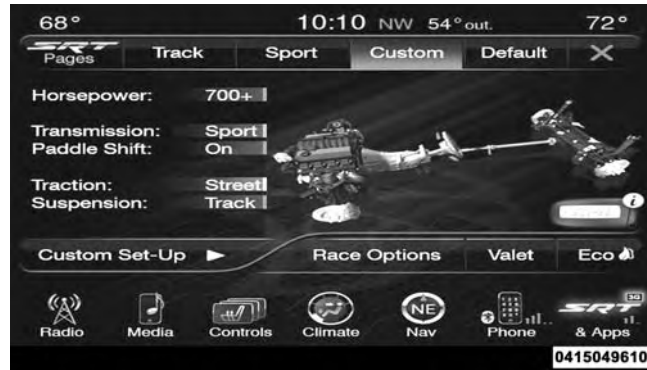 68° 10:10 NW 54° out. 72°
SRT Pages Track Sport Custom Default X
Horsepower: 700+
Transmission: Sport
Paddle Shift: On
Traction: Street
Suspension: Track
i
Custom Set-Up Race Options Valet Eco
NE
3G
SRT
Radio Media Controls Climate Nav Phone & Apps
0415049610